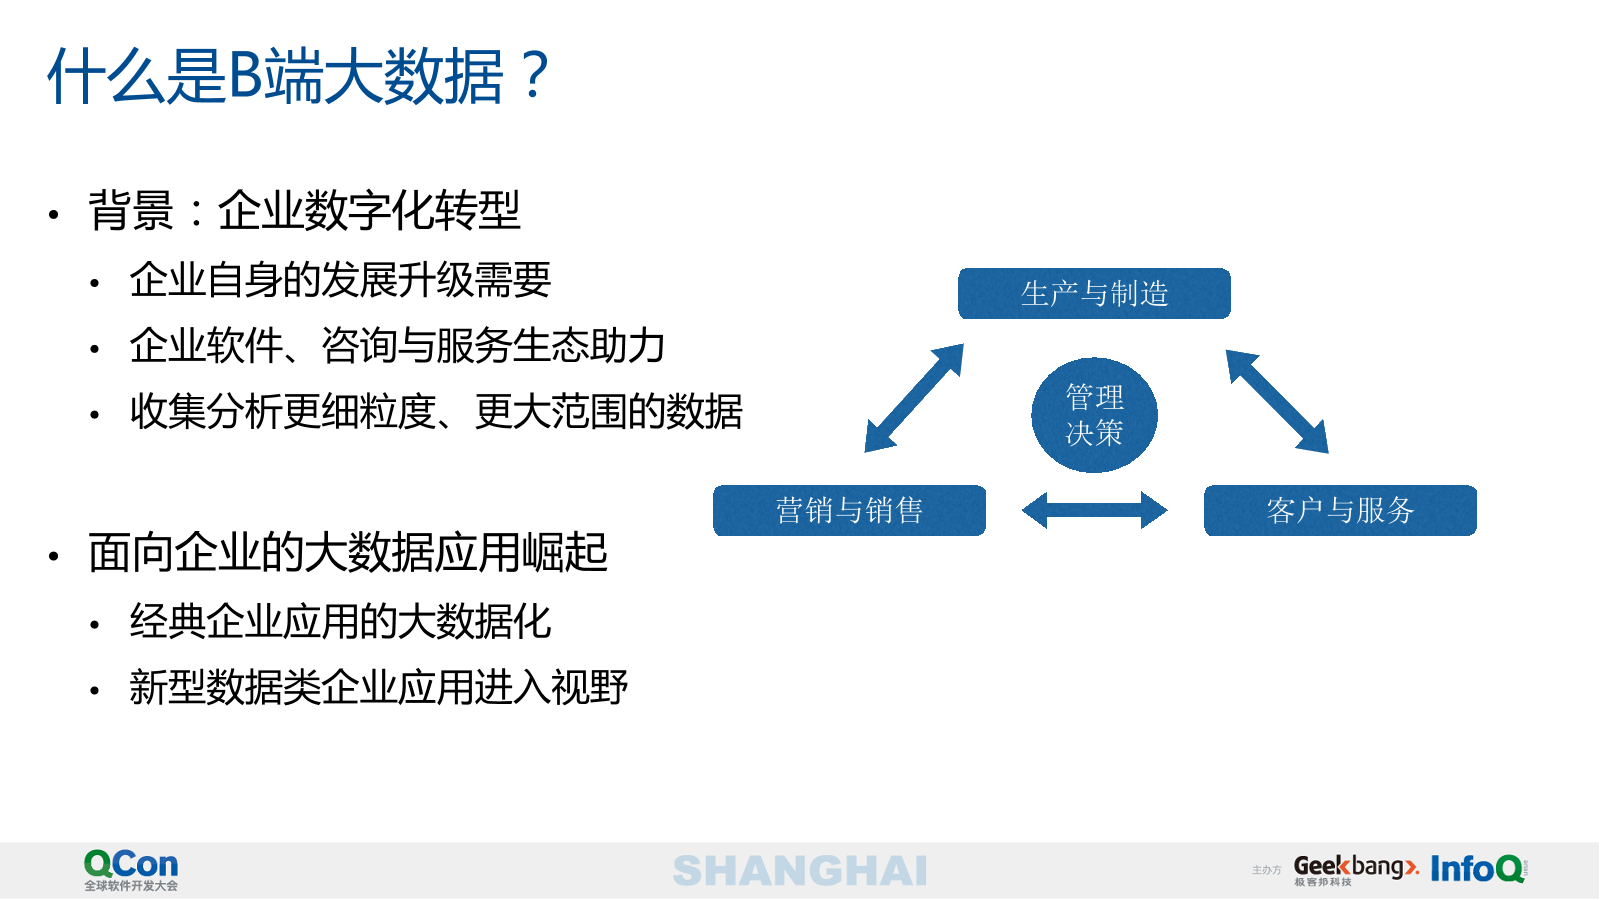 什么是B端大数据？
• 背景：企业数字化转型
• 企业自身的发展升级需要
• 企业软件、咨询与服务生态助力
• 收集分析更细粒度、更大范围的数据
• 面向企业的大数据应用崛起
• 经典企业应用的大数据化
• 新型数据类企业应用进入视野
生产与制造
管理
决策
营销与销售
客户与服务
QCon
全球软件开发大会
SHANGHAI
主办方
Geekbang
极客邦科技
InfoQ